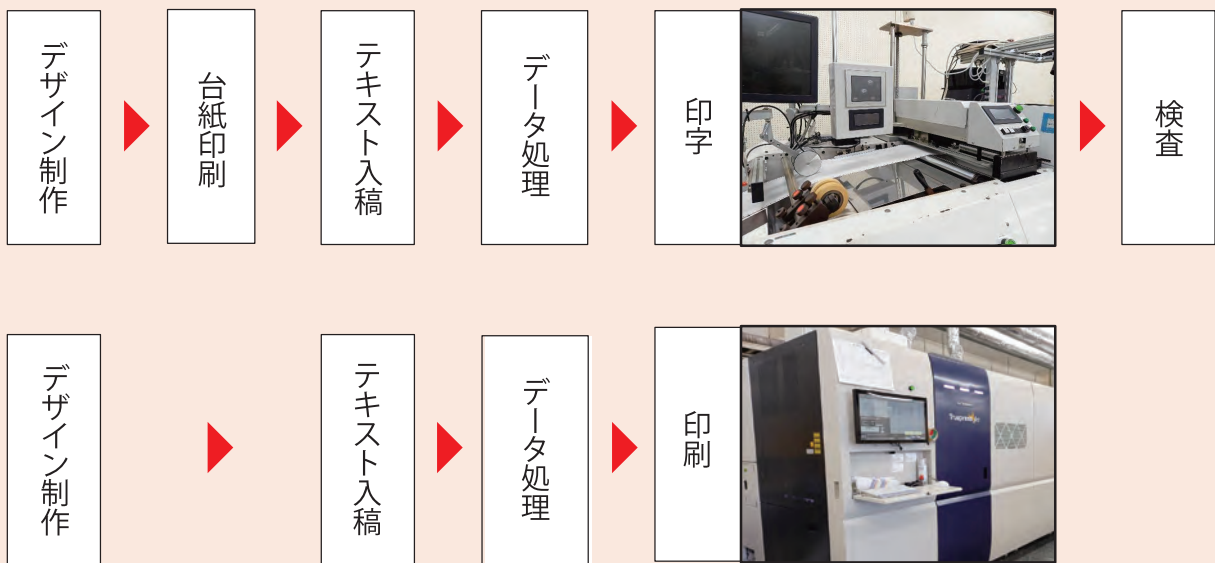 デザイン制作
台紙印刷
テキスト入稿
データ処理
印字
検査
デザイン制作
テキスト入稿
データ処理
印刷